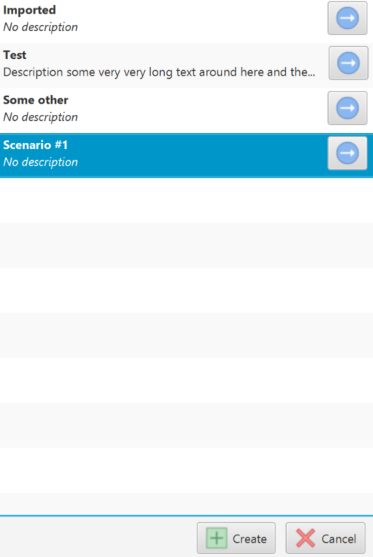 Imported
No description
Test
Description some very very long text around here and the...
Some other
No description
Scenario #1
No description
Create
Cancel